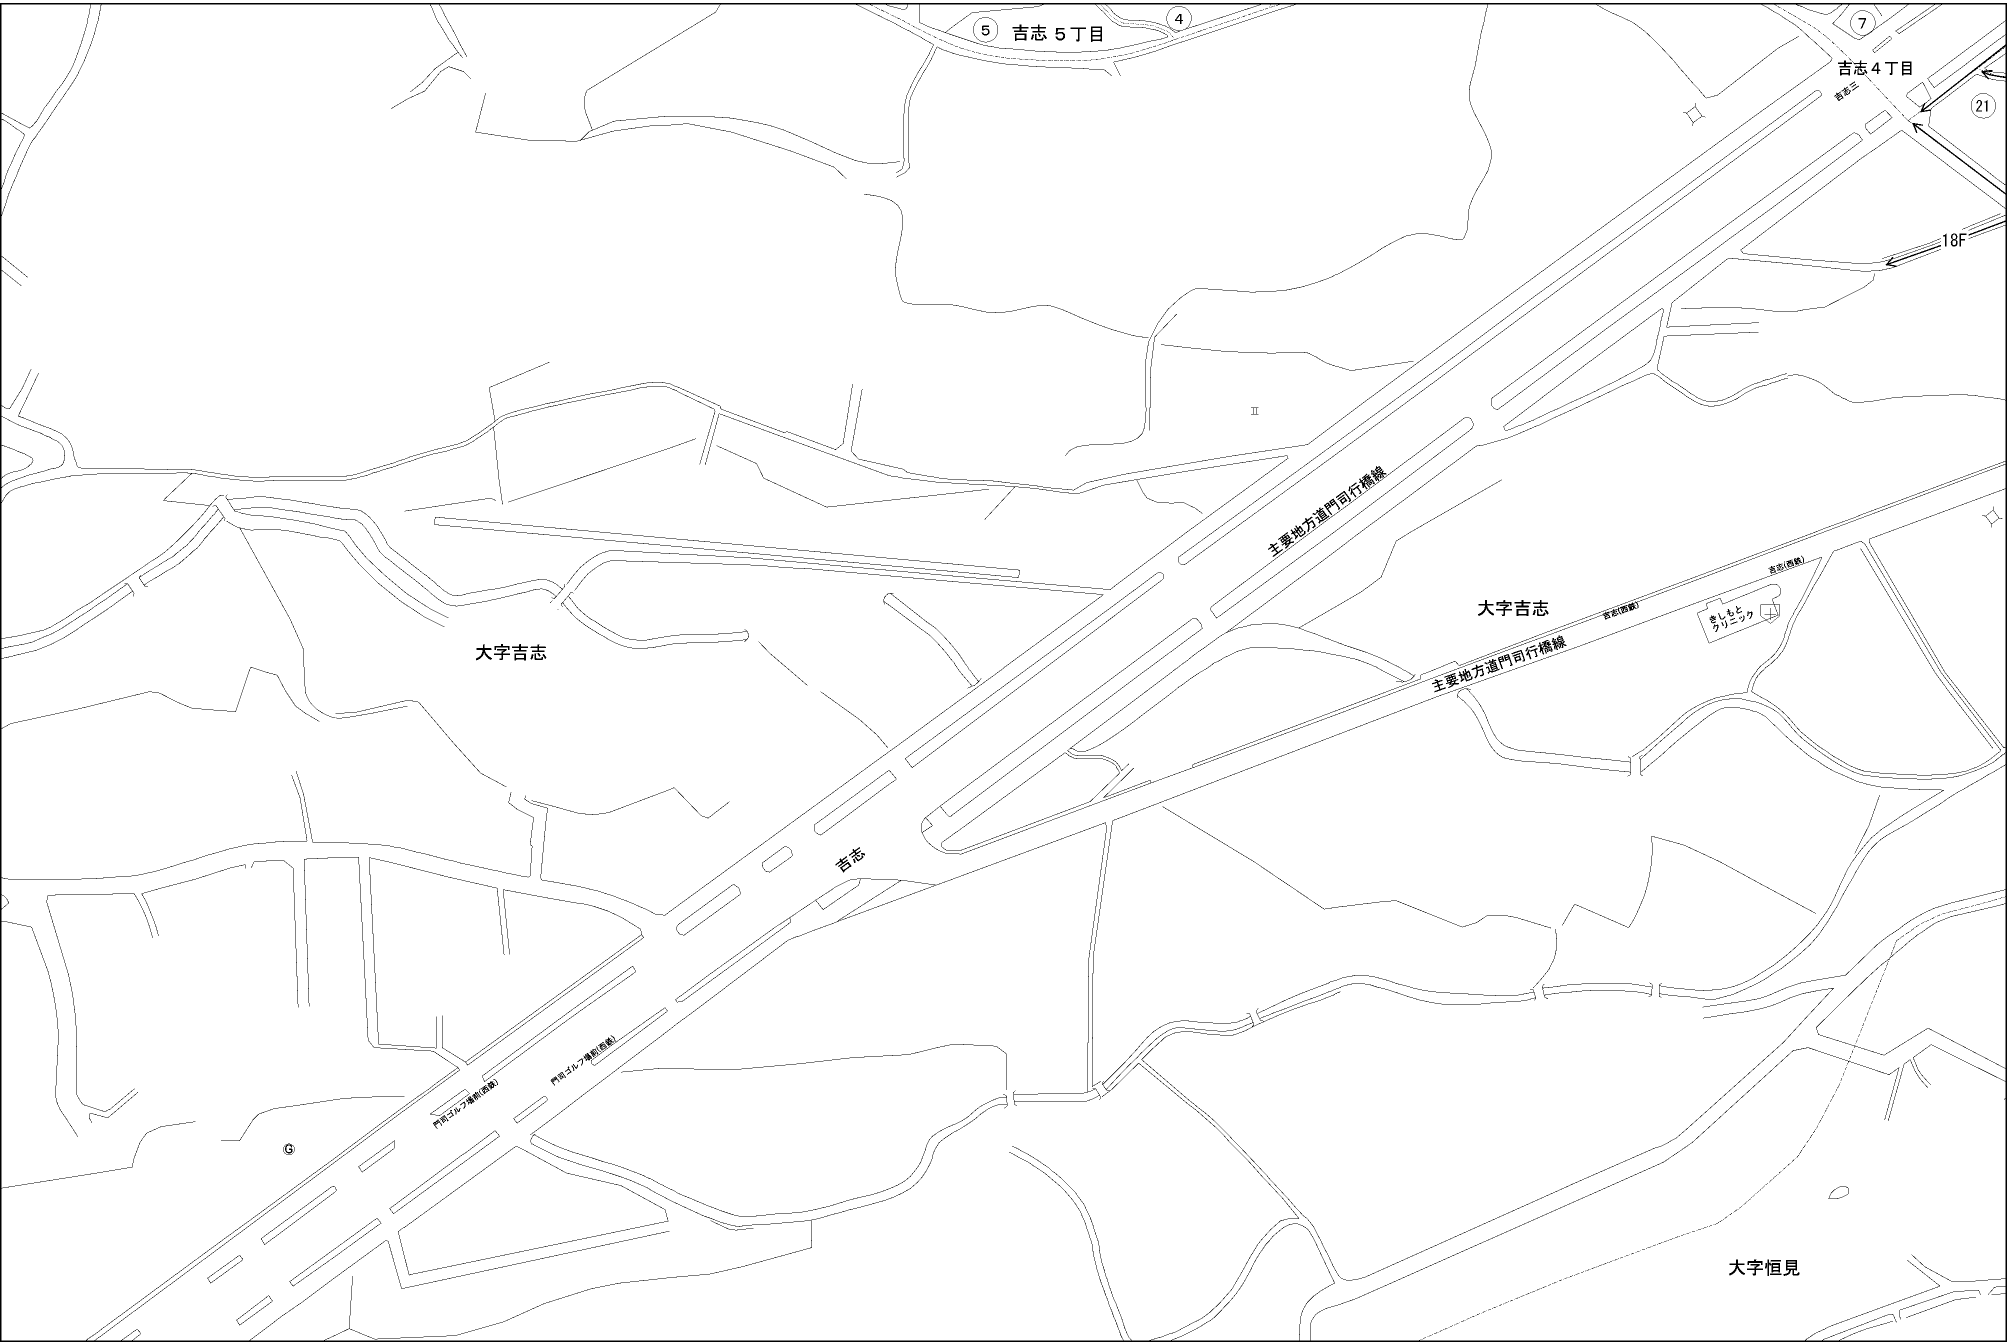 4
7
5
吉志 5丁目
吉志4丁目
吉志三
21
18F
主要地方道門司行橋線
吉志(西鉄)
大字吉志
吉志(西鉄)
きしもと
クリニック
大字吉志
主要地方道門司行橋線
吉志
門司ゴルフ場前(西鉄)
門司ゴルフ場前(西鉄)
G
大字恒見